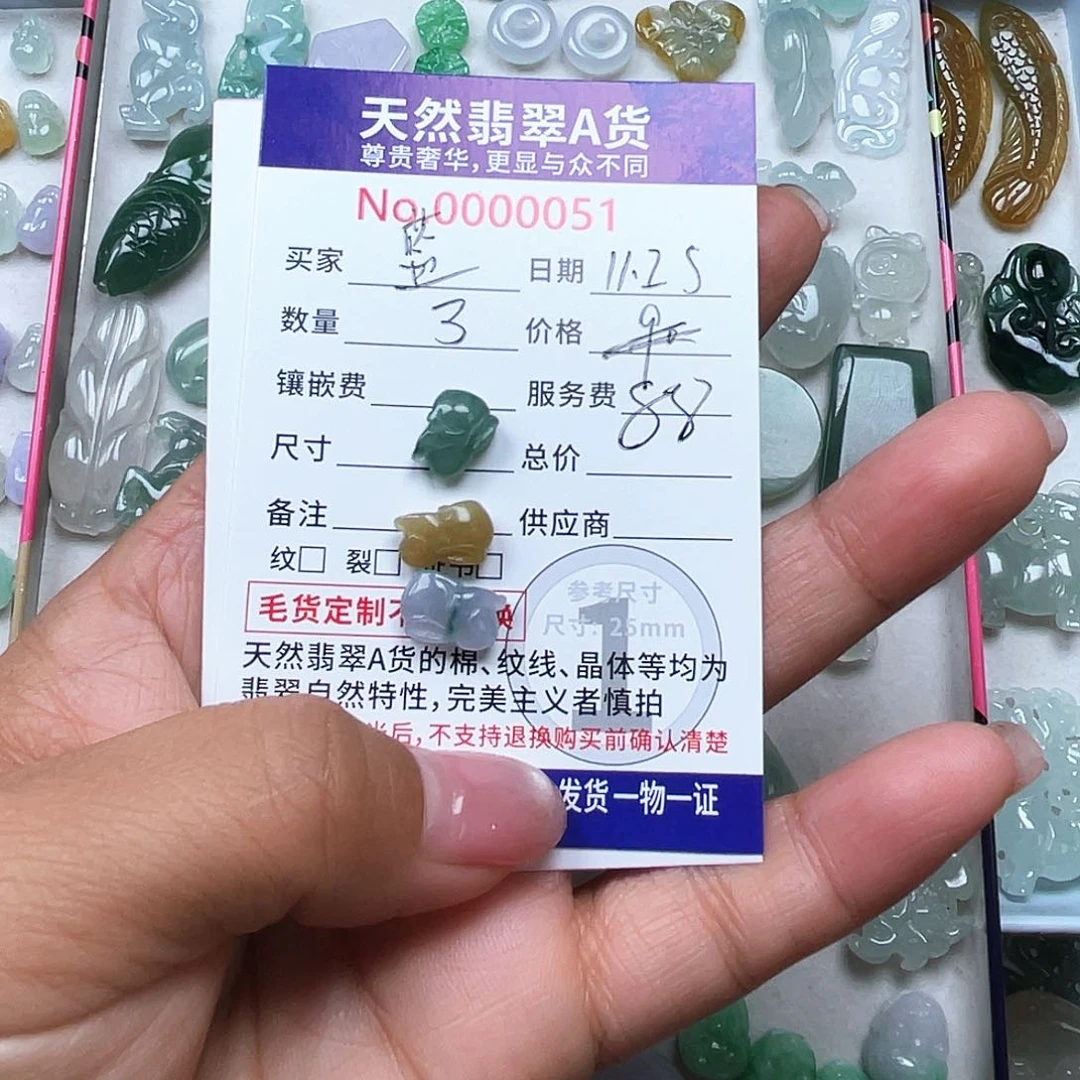 天然翡翠A货
尊贵奢华,更显与众不同
No.0000051
买家 日期 11.25
数量 3 价格
镶嵌费 服务费 88
尺寸 总价
备注 供应商
纹□ 裂□ 证书□
参考尺寸
毛货定制不 换 尺寸: 25mm
1
天然翡翠A货的棉、纹线、晶体等均为
翡翠自然特性,完美主义者慎拍
后,不支持退换购买前确认清楚
发货一物一证